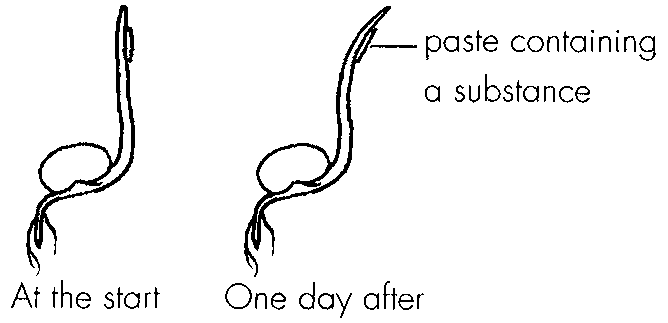 paste containing
a substance
At the start
One day after